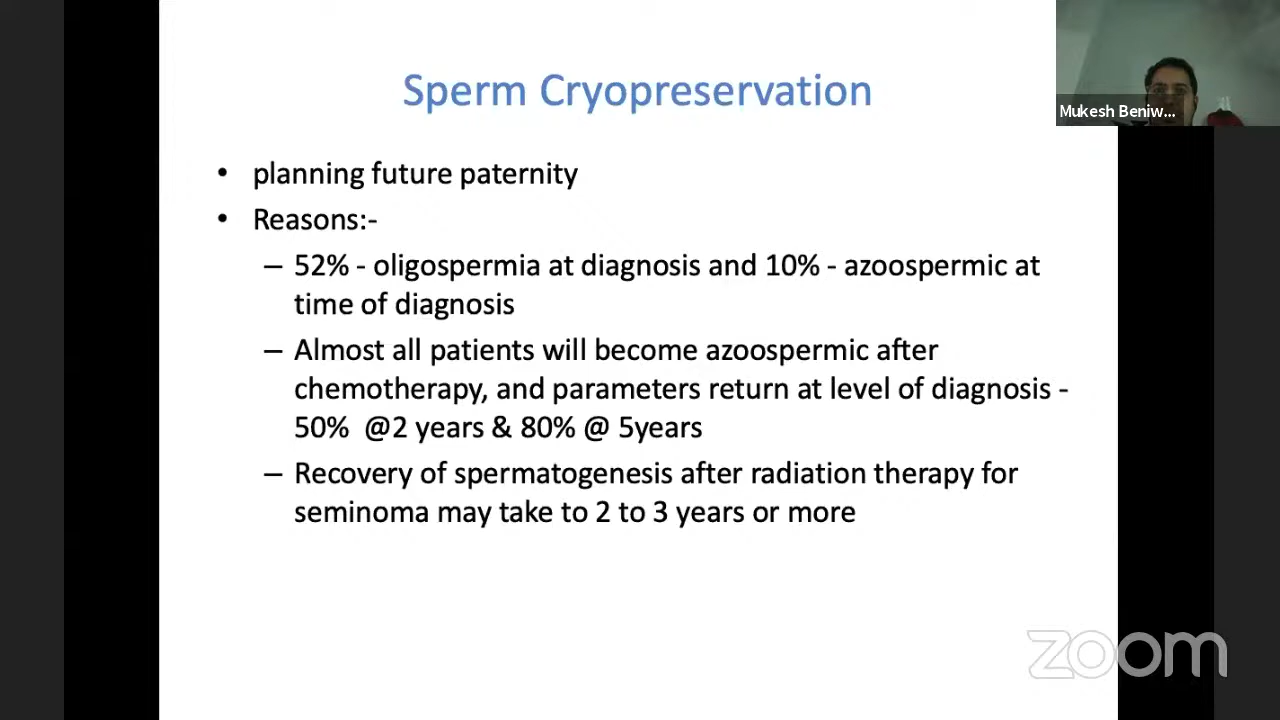 Sperm Cryopreservation
Mukesh Beniw...
• planning future paternity
• Reasons:-
– 52% - oligospermia at diagnosis and 10% - azoospermic at
time of diagnosis
– Almost all patients will become azoospermic after
chemotherapy, and parameters return at level of diagnosis -
50% @2 years & 80% @ 5years
– Recovery of spermatogenesis after radiation therapy for
seminoma may take to 2 to 3 years or more
zoom